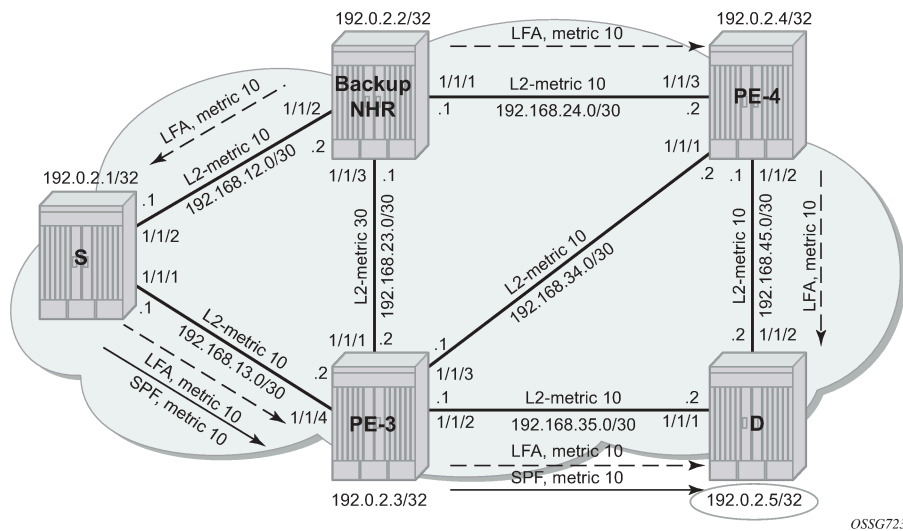 192.0.2.2/32
192.0.2.4/32
LFA, metric 10
Backup
NHR
1/1/1
L2-metric 10
1/1/3
PE-4
.1
192.168.24.0/30
.2
LFA, metric 10
1/1/2
.2
L2-metric 10
192.168.12.0/30
192.0.2.1/32
.1
1/1/2
S
1/1/1
.1
1/1/3
.1
L2-metric 30
192.168.23.0/30
1/1/1
.2
L2-metric 10
192.168.34.0/30
1/1/1
.2
.1
1/1/2
L2-metric 10
192.168.45.0/30
LFA, metric 10
.2
1/1/2
L2-metric 10
192.168.13.0/30
LFA, metric 10
SPF, metric 10
.2
1/1/4
PE-3
.1
1/1/3
.1
1/1/2
L2-metric 10
192.168.35.0/30
.2
1/1/1
D
LFA, metric 10
SPF, metric 10
192.0.2.3/32
192.0.2.5/32